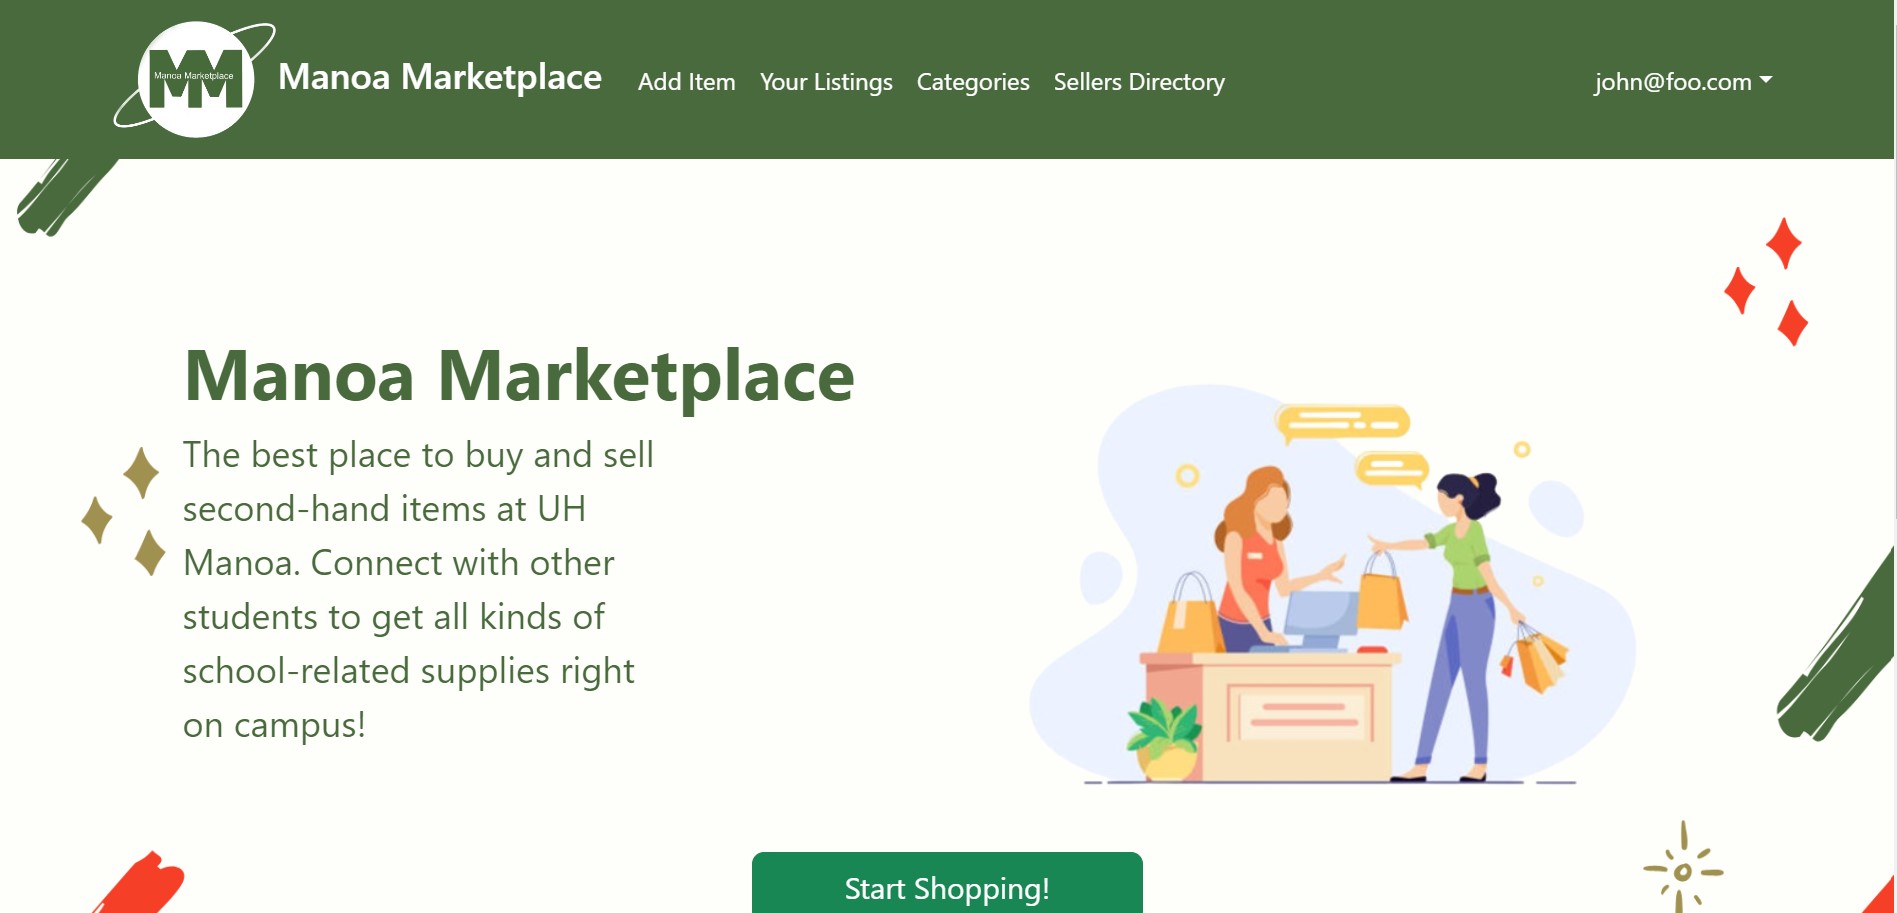 Manoa Marketplace
Manoa Marketplace Add Item Your Listings Categories Sellers Directory john@foo.com
Manoa Marketplace
The best place to buy and sell
second-hand items at UH
Manoa. Connect with other
students to get all kinds of
school-related supplies right
on campus!
Start Shopping!